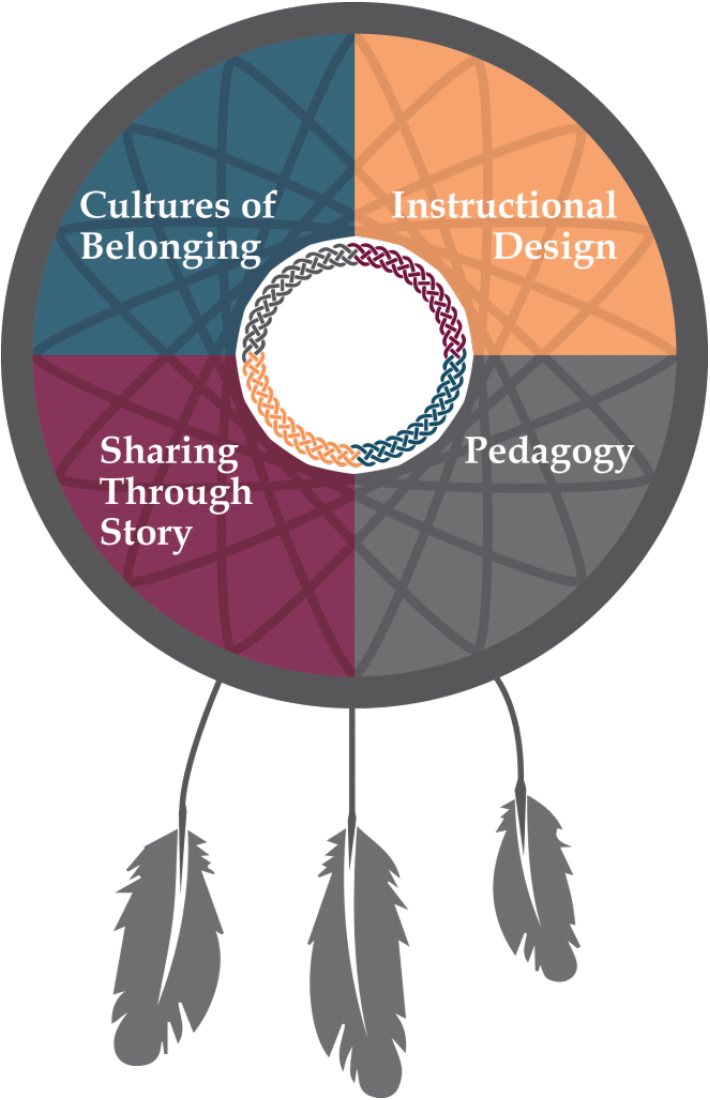 Cultures of
Belonging
Instructional
Design
Sharing
Through
Story
Pedagogy